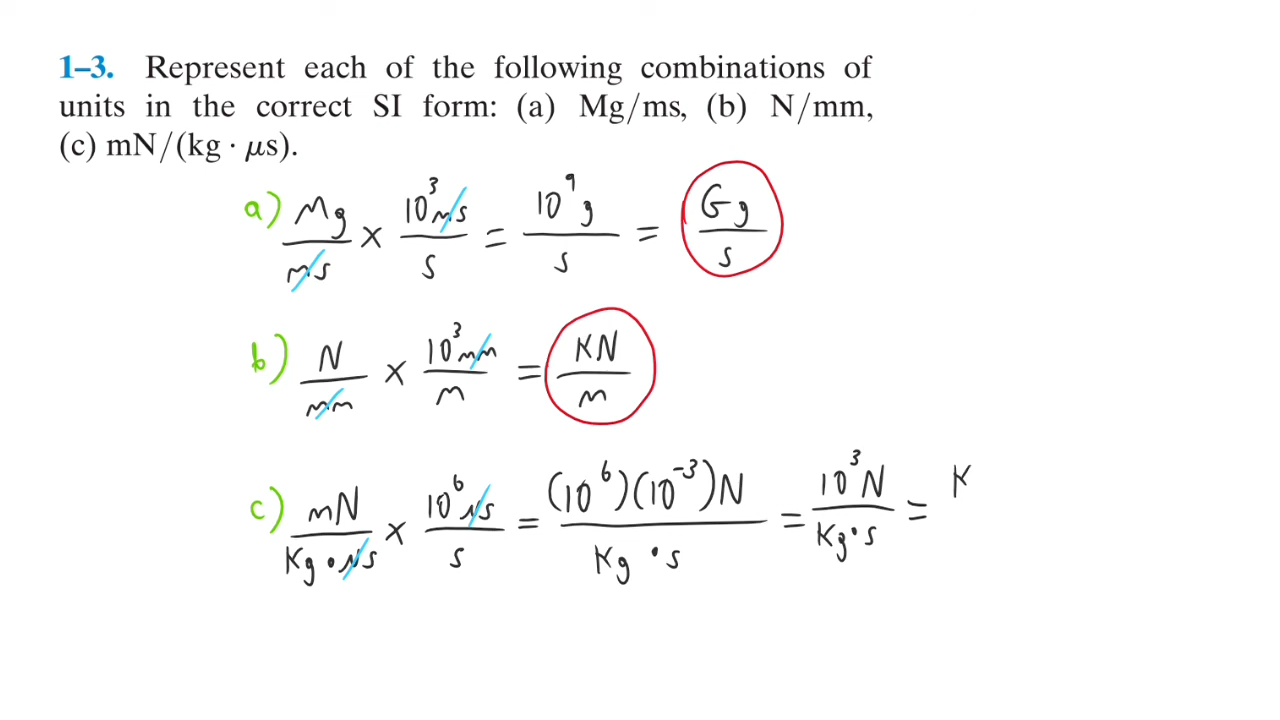 1–3. Represent each of the following combinations of
units in the correct SI form: (a) Mg/ms, (b) N/mm,
(c) mN/(kg · μs).
a) Mg/ms × 10³ms/s = 10⁹g/s = Gg/s
b) N/mm × 10³mm/m = KN/m
c) mN/Kg·μs × 10⁶μs/s = (10⁶)(10⁻³)N/Kg·s = 10³N/Kg·s = K